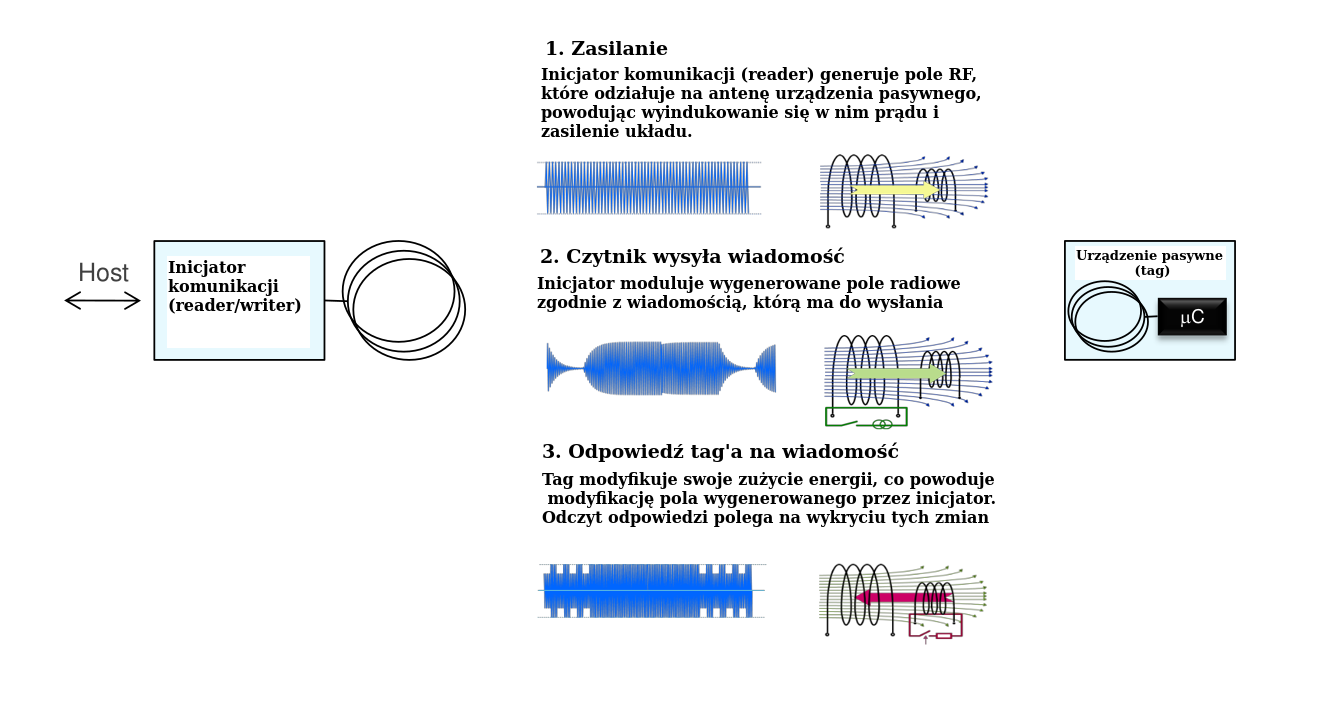 1. Zasilanie
Inicjator komunikacji (reader) generuje pole RF,
które odziałuje na antenę urządzenia pasywnego,
powodując wyindukowanie się w nim prądu i
zasilenie układu.
Host
Inicjator
komunikacji
(reader/writer)
2. Czytnik wysyła wiadomość
Inicjator moduluje wygenerowane pole radiowe
zgodnie z wiadomością, którą ma do wysłania
Urządzenie pasywne
(tag)
μC
3. Odpowiedź tag'a na wiadomość
Tag modyfikuje swoje zużycie energii, co powoduje
modyfikację pola wygenerowanego przez inicjator.
Odczyt odpowiedzi polega na wykryciu tych zmian